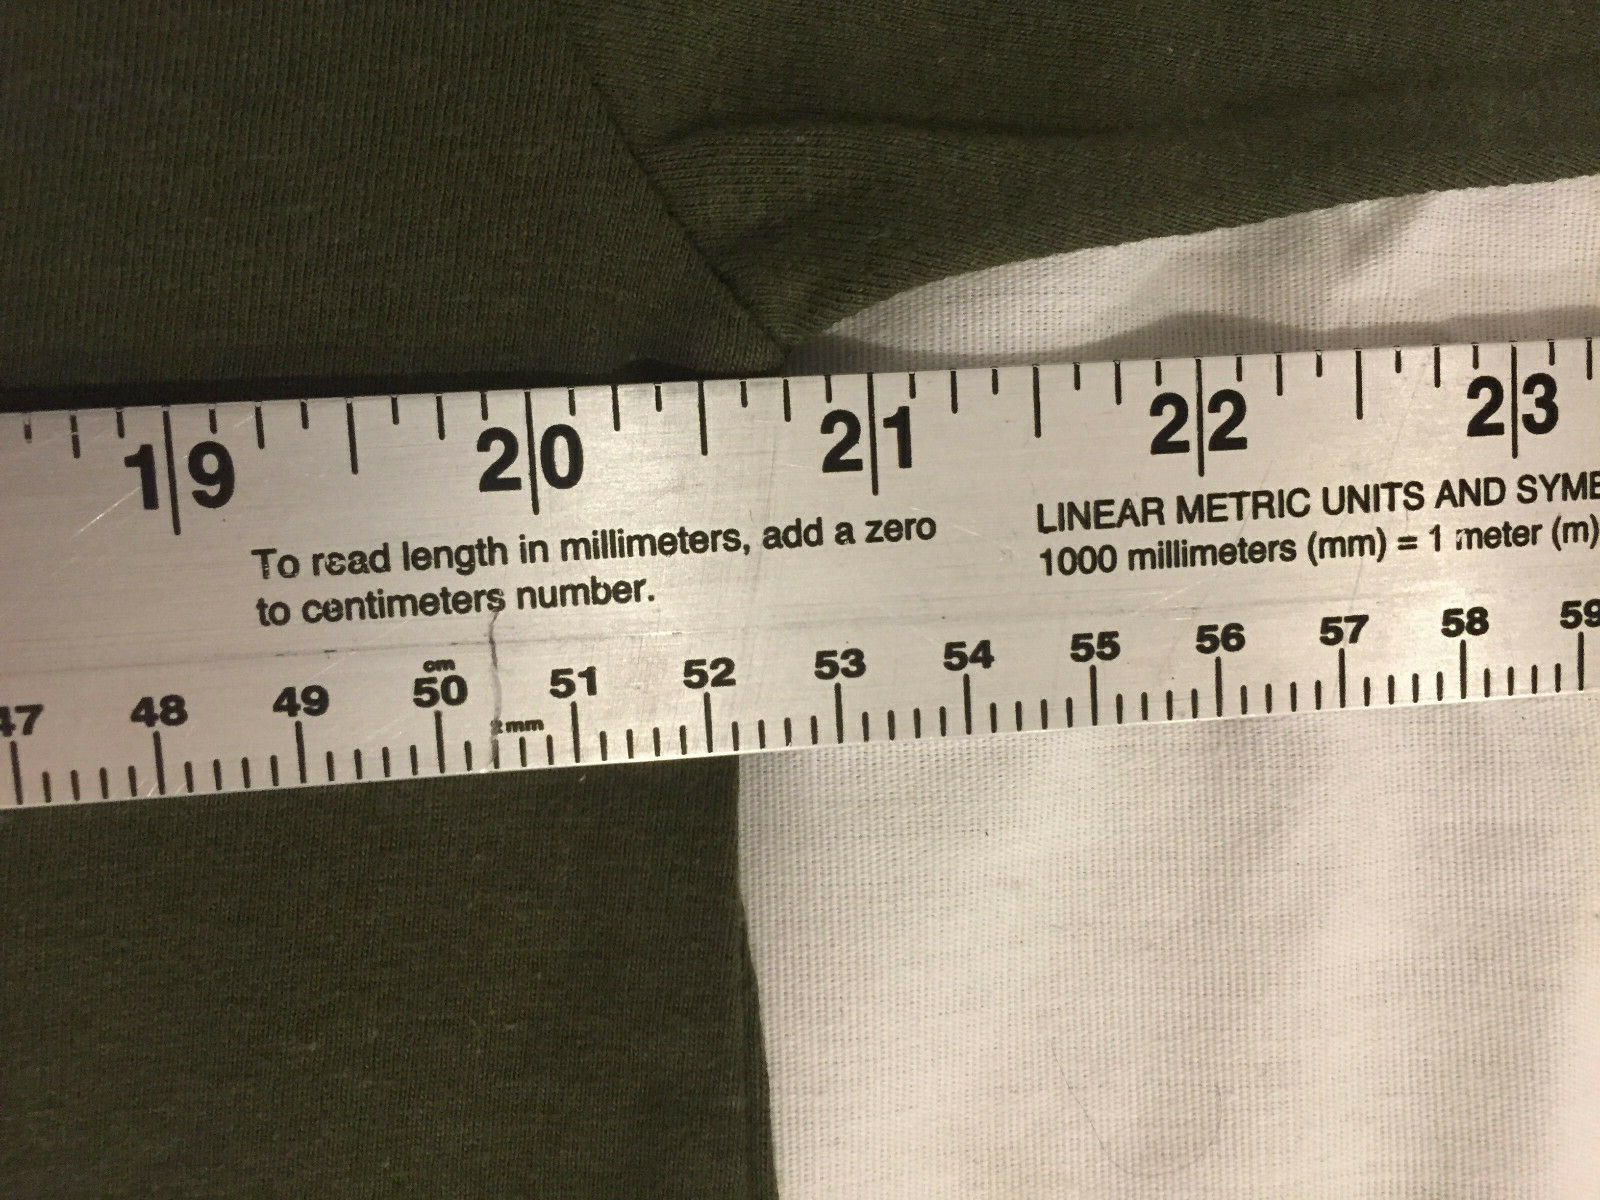 19 20 21 22 23
To read length in millimeters, add a zero
to centimeters number.
LINEAR METRIC UNITS AND
1000 millimeters (mm) = 1 meter (m)
cm
47 48 49 50 51 52 53 54 55 56 57 58 59
mm